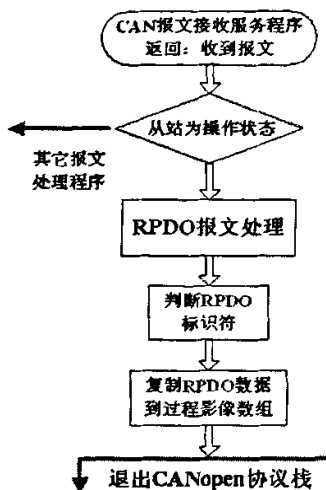 CAN报文接收服务程序
返回：收到报文
从站为操作状态
其它报文
处理程序
RPDO报文处理
判断RPDO
标识符
复制RPDO数据
到过程影像数组
退出CANopen协议栈